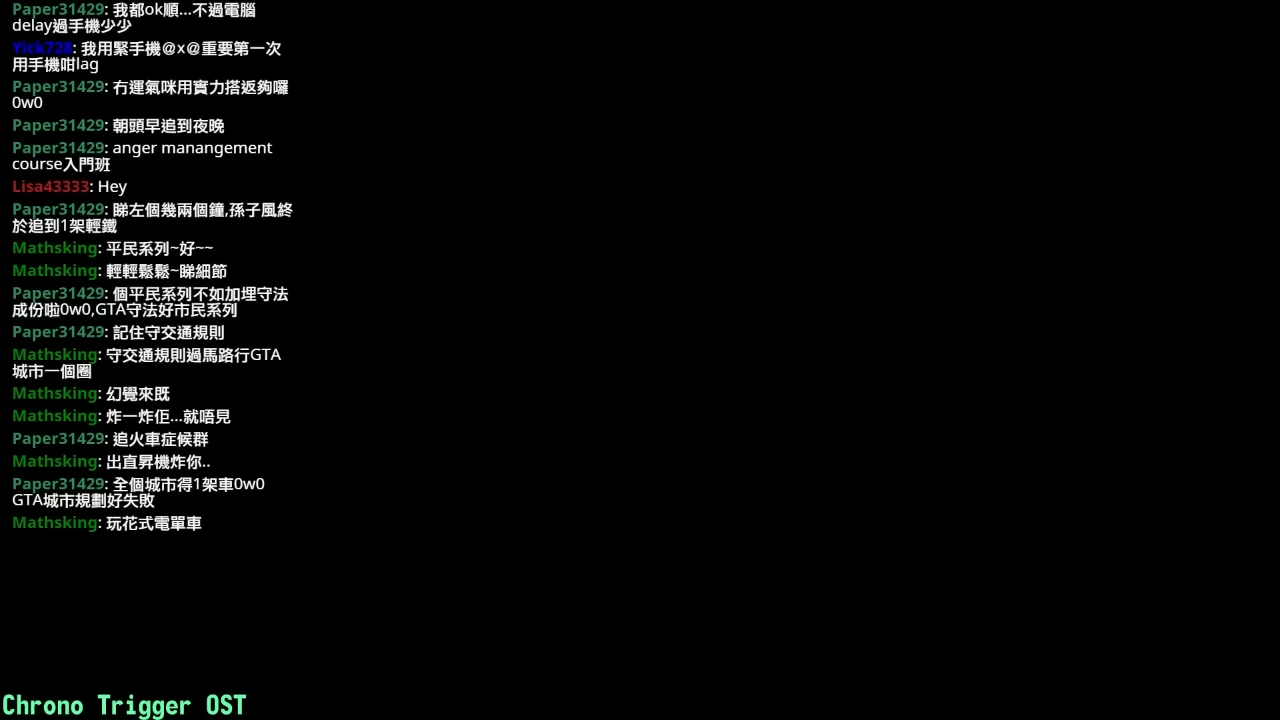 Paper31429: 我都ok順...不過電腦
delay過手機少少
Yick728: 我用緊手機@x@重要第一次
用手機咁lag
Paper31429: 冇運氣咪用實力搭返夠囉
0w0
Paper31429: 朝頭早追到夜晚
Paper31429: anger manangement
course入門班
Lisa43333: Hey
Paper31429: 睇左個幾兩個鐘,孫子風終
於追到1架輕鐵
Mathsking: 平民系列~好~~
Mathsking: 輕輕鬆鬆~睇細節
Paper31429: 個平民系列不如加埋守法
成份啦0w0,GTA守法好市民系列
Paper31429: 記住守交通規則
Mathsking: 守交通規則過馬路行GTA
城市一個圈
Mathsking: 幻覺來既
Mathsking: 炸一炸佢...就唔見
Paper31429: 追火車症候群
Mathsking: 出直昇機炸你..
Paper31429: 全個城市得1架車0w0
GTA城市規劃好失敗
Mathsking: 玩花式電單車
Chrono Trigger OST